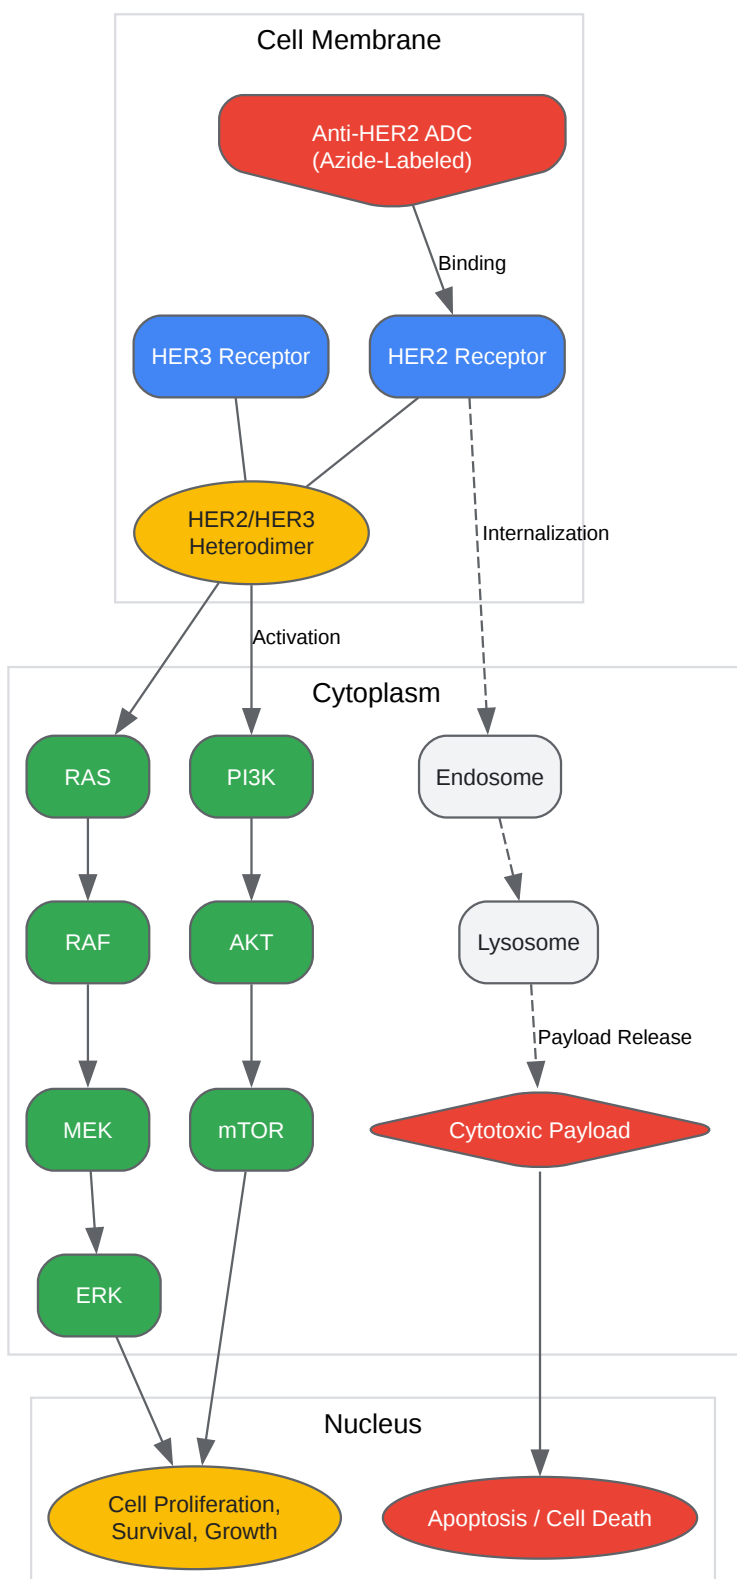 Cell Membrane
Anti-HER2 ADC
(Azide-Labeled)
Binding
HER3 Receptor
HER2 Receptor
HER2/HER3
Heterodimer
Internalization
Activation
Cytoplasm
RAS
PI3K
Endosome
RAF
AKT
Lysosome
Payload Release
MEK
mTOR
Cytotoxic Payload
ERK
Nucleus
Cell Proliferation,
Survival, Growth
Apoptosis / Cell Death